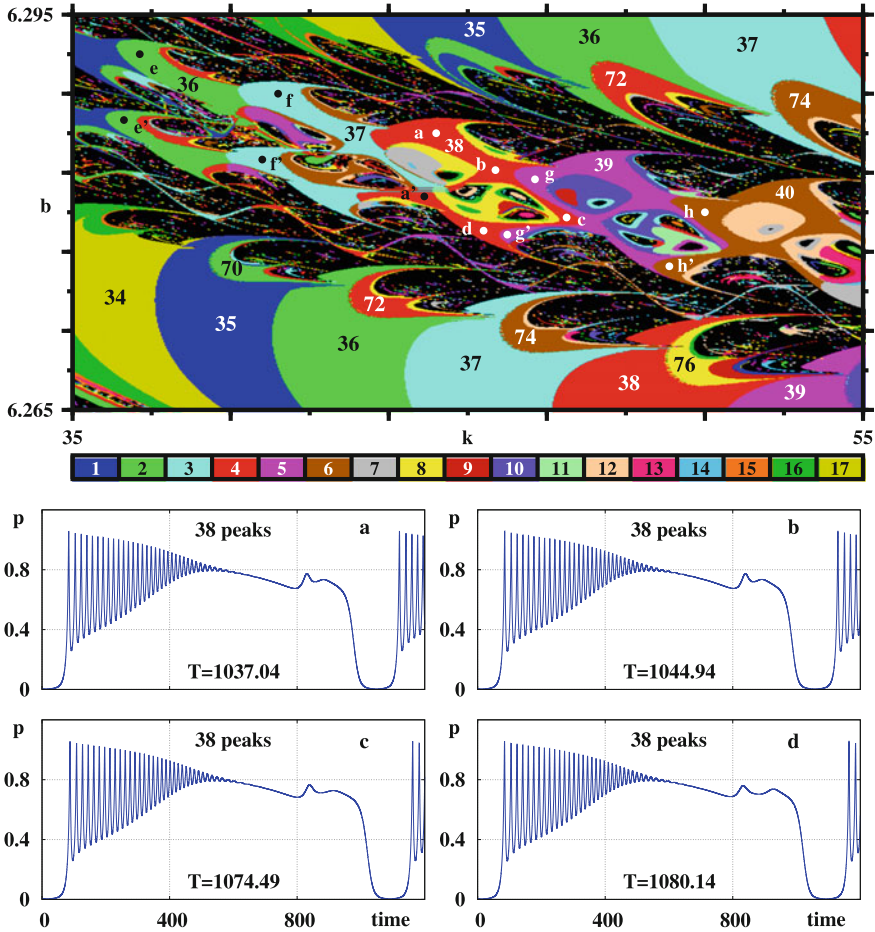 6.295
35
36
37
e
36
f
72
74
e'
37
a
38
f'
b
g
39
a'
40
b
h
c
d
g'
h'
70
34
72
35
36
74
37
76
38
39
6.265
35
k
55
1 2 3 4 5 6 7 8 9 10 11 12 13 14 15 16 17
p
38 peaks
a
0.8
0.4
T=1037.04
0
p
38 peaks
b
0.8
0.4
T=1044.94
0
p
38 peaks
c
0.8
0.4
T=1074.49
0
0 400 800 time
p
38 peaks
d
0.8
0.4
T=1080.14
0
0 400 800 time